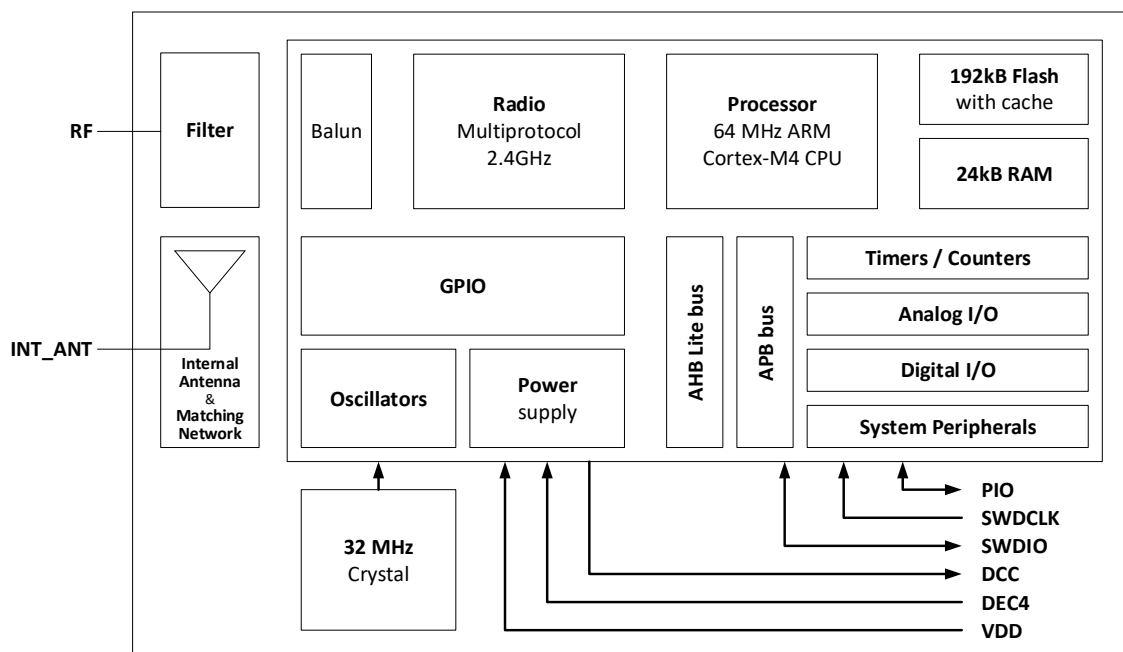 RF
Filter
Balun
Radio
Multiprotocol
2.4GHz
Processor
64 MHz ARM
Cortex-M4 CPU
192kB Flash
with cache
24kB RAM
INT_ANT
Internal
Antenna
&
Matching
Network
GPIO
Oscillators
Power
supply
AHB Lite bus
APB bus
Timers / Counters
Analog I/O
Digital I/O
System Peripherals
32 MHz
Crystal
PIO
SWDCLK
SWDIO
DCC
DEC4
VDD